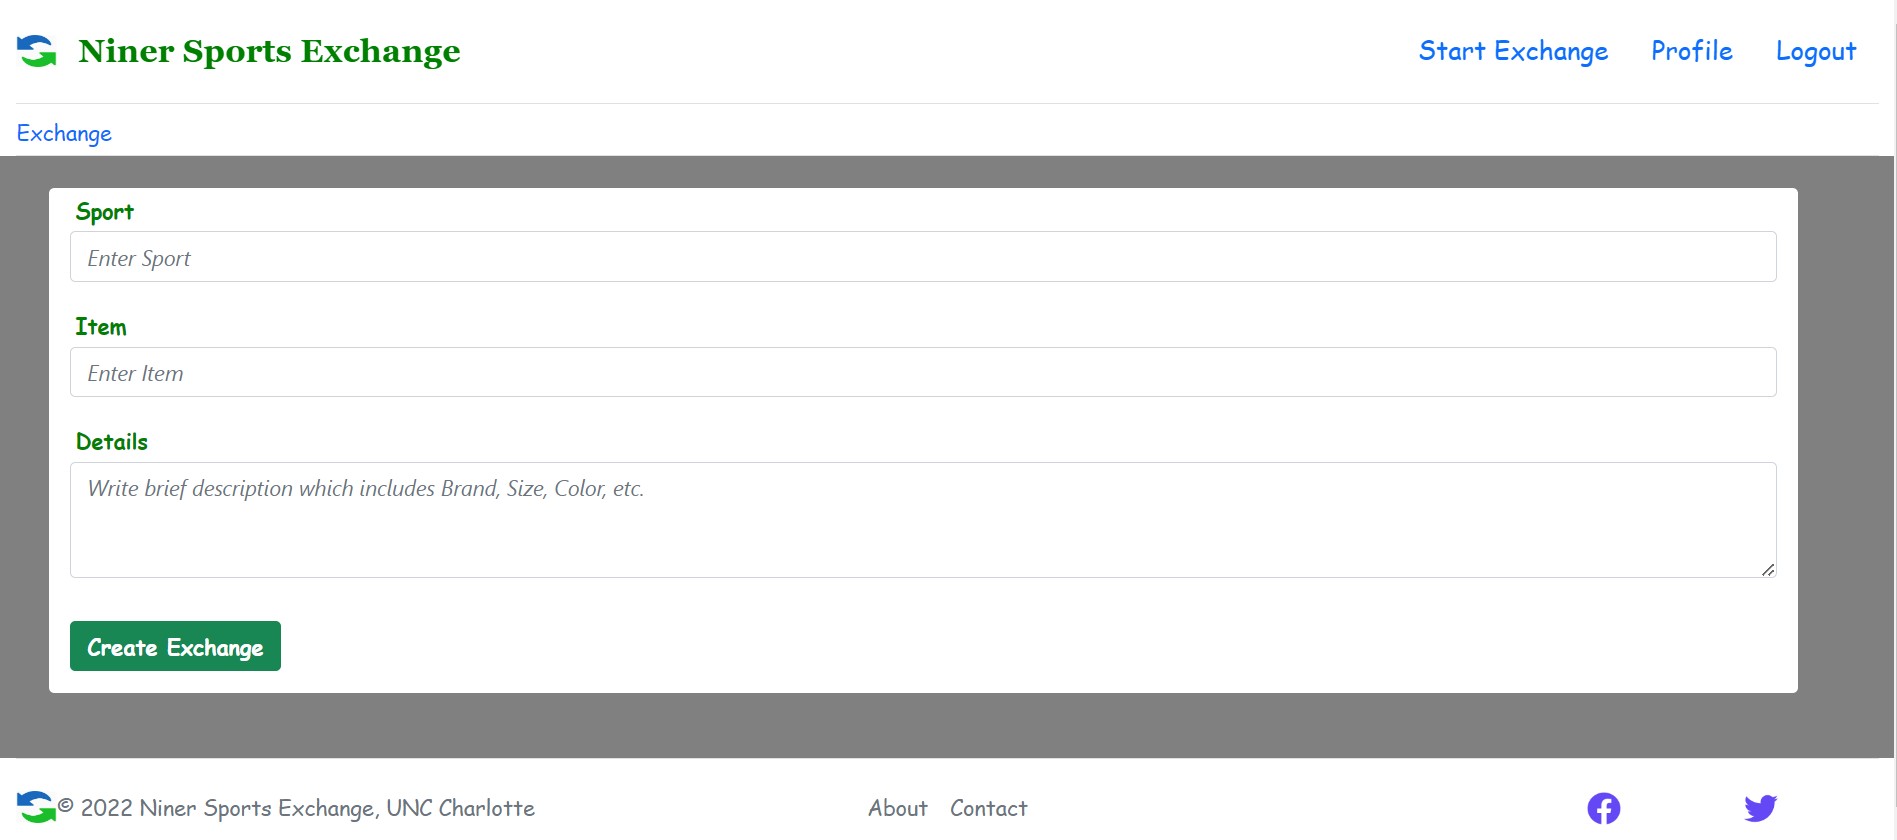 Niner Sports Exchange
Start Exchange Profile Logout
Exchange
Sport
Enter Sport
Item
Enter Item
Details
Write brief description which includes Brand, Size, Color, etc.
Create Exchange
© 2022 Niner Sports Exchange, UNC Charlotte
About Contact